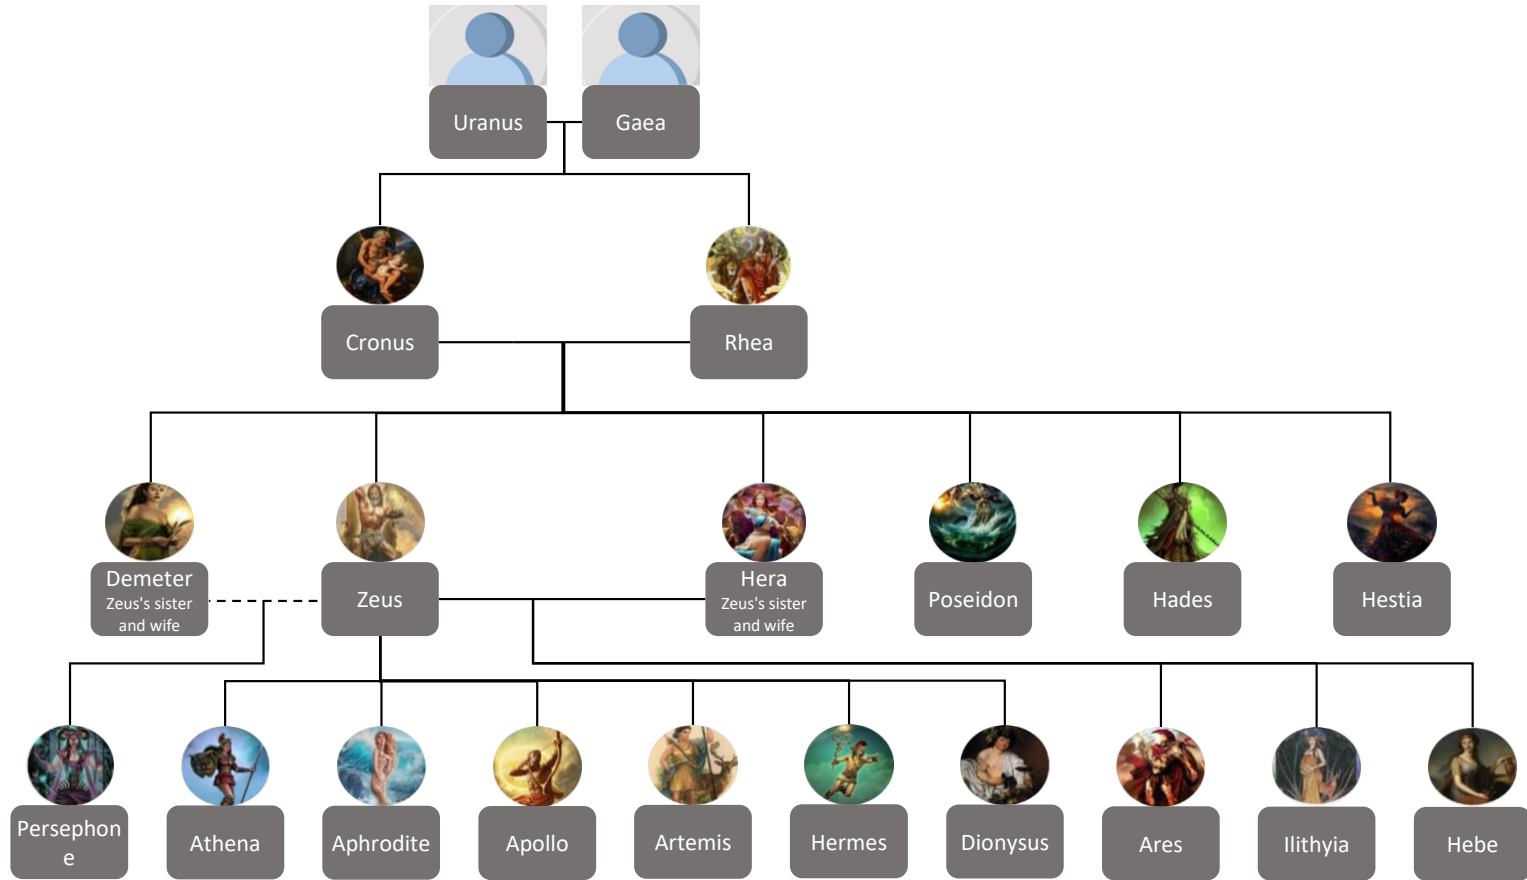 Uranus
Gaea
Cronus
Rhea
Demeter
Zeus's sister
and wife
Zeus
Hera
Zeus's sister
and wife
Poseidon
Hades
Hestia
Persephon
e
Athena
Aphrodite
Apollo
Artemis
Hermes
Dionysus
Ares
Ilithyia
Hebe